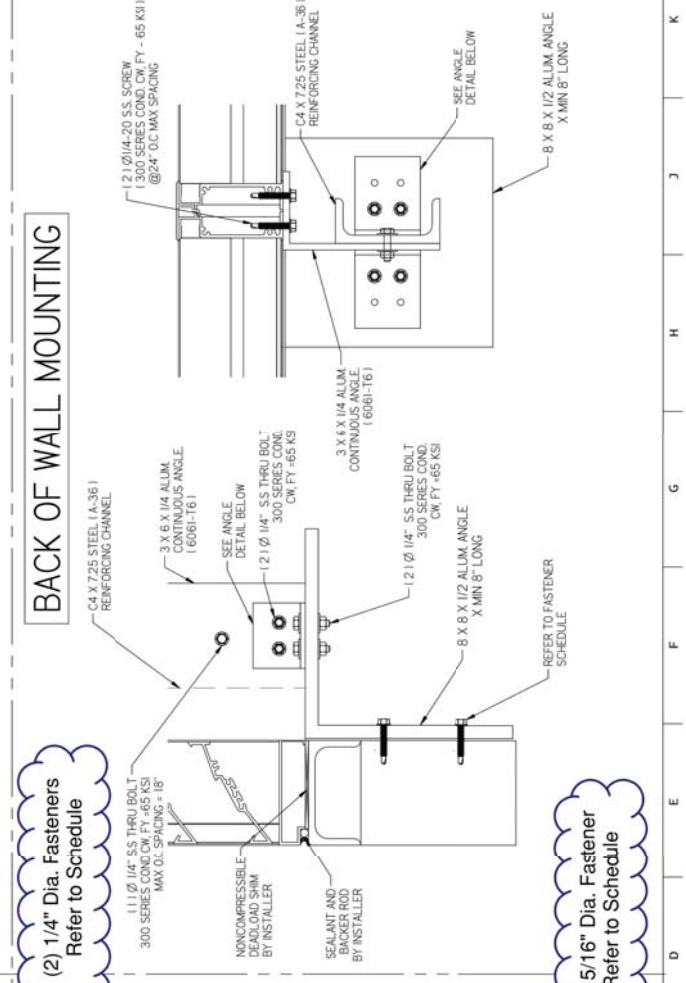 BACK OF WALL MOUNTING
(2) 1/4" Dia. Fasteners
Refer to Schedule
C4 X 7.25 STEEL (A-36)
REINFORCING CHANNEL
3 X 6 X 1/4 ALUM.
CONTINUOUS ANGLE.
(6061-T6)
SEE ANGLE
DETAIL BELOW
(2) Ø 1/4" S.S THRU BOLT
300 SERIES COND.
CW, FY =65 KSI
(1) Ø 1/4" S.S THRU BOLT
300 SERIES COND CW, FY =65 KSI
MAX O.C. SPACING = 18"
NONCOMPRESSIBLE
DEADLOAD SHIM
BY INSTALLER
SEALANT AND
BACKER ROD
BY INSTALLER
(2) Ø 1/4" S.S THRU BOLT
300 SERIES COND.
CW, FY =65 KSI
8 X 8 X 1/2 ALUM. ANGLE
X MIN 8" LONG
REFER TO FASTENER
SCHEDULE
5/16" Dia. Fastener
Refer to Schedule
(2) Ø1/4-20 S.S. SCREW
(300 SERIES COND. CW, FY - 65 KSI)
@24" O.C MAX SPACING
C4 X 7.25 STEEL (A-36)
REINFORCING CHANNEL
SEE ANGLE
DETAIL BELOW
3 X 6 X 1/4 ALUM.
CONTINUOUS ANGLE.
(6061-T6)
8 X 8 X 1/2 ALUM. ANGLE
X MIN 8" LONG
D
E
F
G
H
J
K